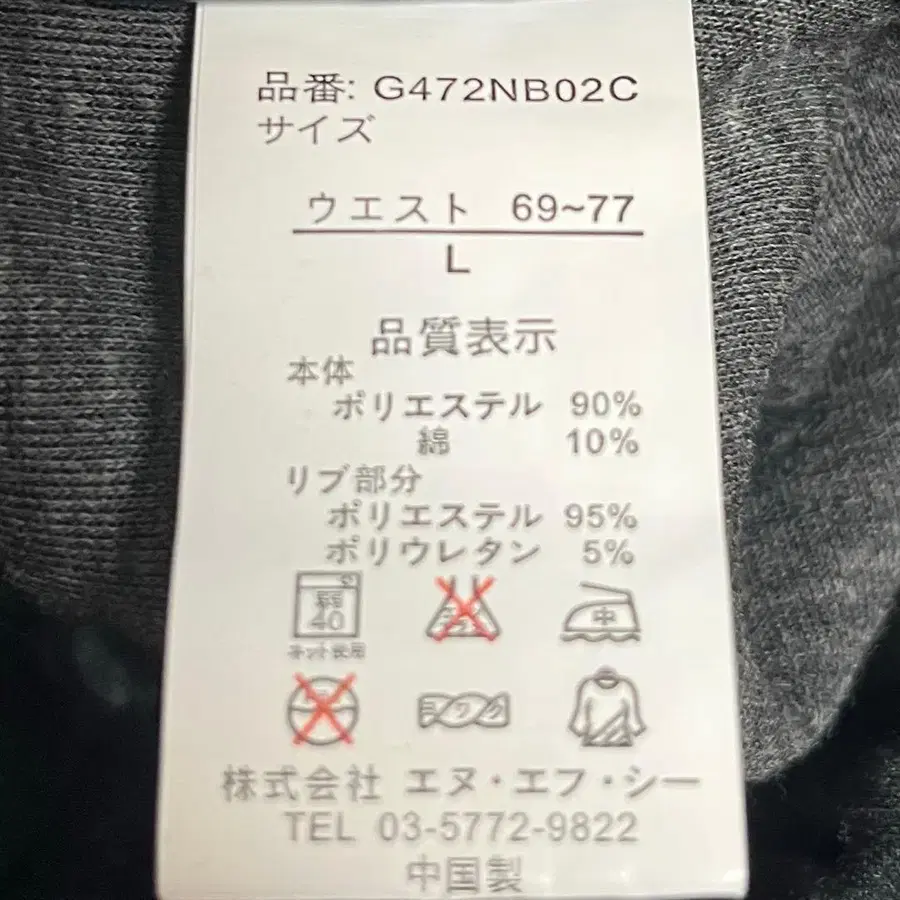 品番: G472NB02C
サイズ
ウエスト 69~77
L
品質表示
本体
ポリエステル 90%
綿 10%
リブ部分
ポリエステル 95%
ポリウレタン 5%
弱
40
中
ネット使用
株式会社 エヌ・エフ・シー
TEL 03-5772-9822
中国製